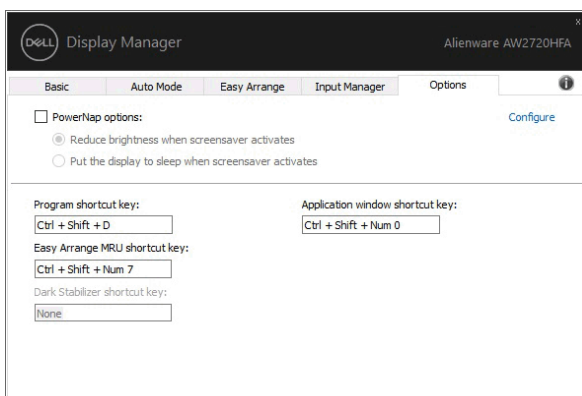 x
DELL Display Manager Alienware AW2720HFA
Basic Auto Mode Easy Arrange Input Manager Options i
PowerNap options: Configure
Reduce brightness when screensaver activates
Put the display to sleep when screensaver activates
Program shortcut key: Application window shortcut key:
Ctrl + Shift + D Ctrl + Shift + Num 0
Easy Arrange MRU shortcut key:
Ctrl + Shift + Num 7
Dark Stabilizer shortcut key:
None